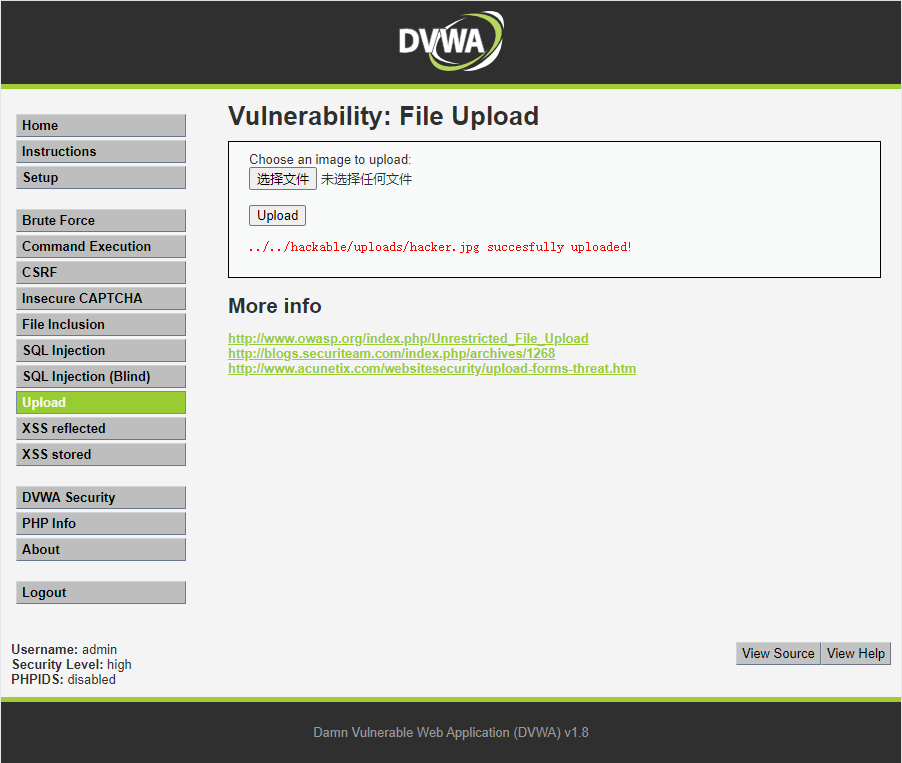 DVWA
Home
Instructions
Setup
Brute Force
Command Execution
CSRF
Insecure CAPTCHA
File Inclusion
SQL Injection
SQL Injection (Blind)
Upload
XSS reflected
XSS stored
DVWA Security
PHP Info
About
Logout
Vulnerability: File Upload
Choose an image to upload:
选择文件 未选择任何文件
Upload
../../hackable/uploads/hacker.jpg succesfully uploaded!
More info
http://www.owasp.org/index.php/Unrestricted_File_Upload
http://blogs.securiteam.com/index.php/archives/1268
http://www.acunetix.com/websitesecurity/upload-forms-threat.htm
Username: admin
Security Level: high
PHPIDS: disabled
View Source View Help
Damn Vulnerable Web Application (DVWA) v1.8